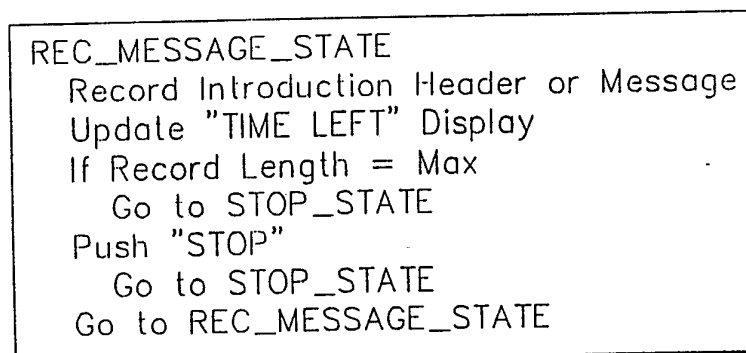 REC_MESSAGE_STATE
Record Introduction Header or Message
Update "TIME LEFT" Display
If Record Length = Max
Go to STOP_STATE
Push "STOP"
Go to STOP_STATE
Go to REC_MESSAGE_STATE